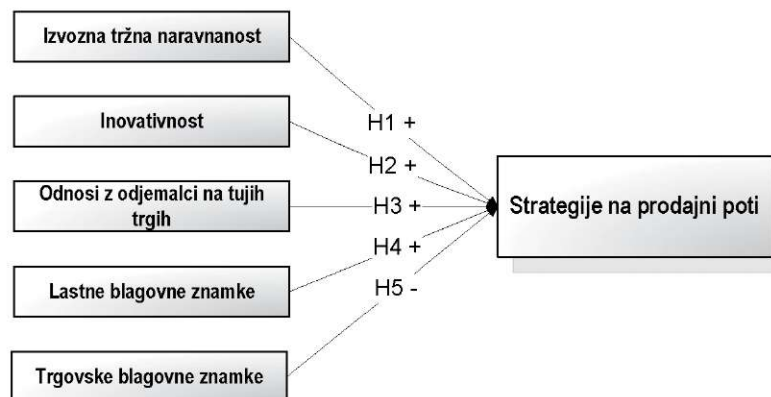 Izvozna tržna naravnanost
Inovativnost
Odnosi z odjemalci na tujih
trgih
Lastne blagovne znamke
Trgovske blagovne znamke
H1 +
H2 +
H3 +
H4 +
H5 -
Strategije na prodajni poti